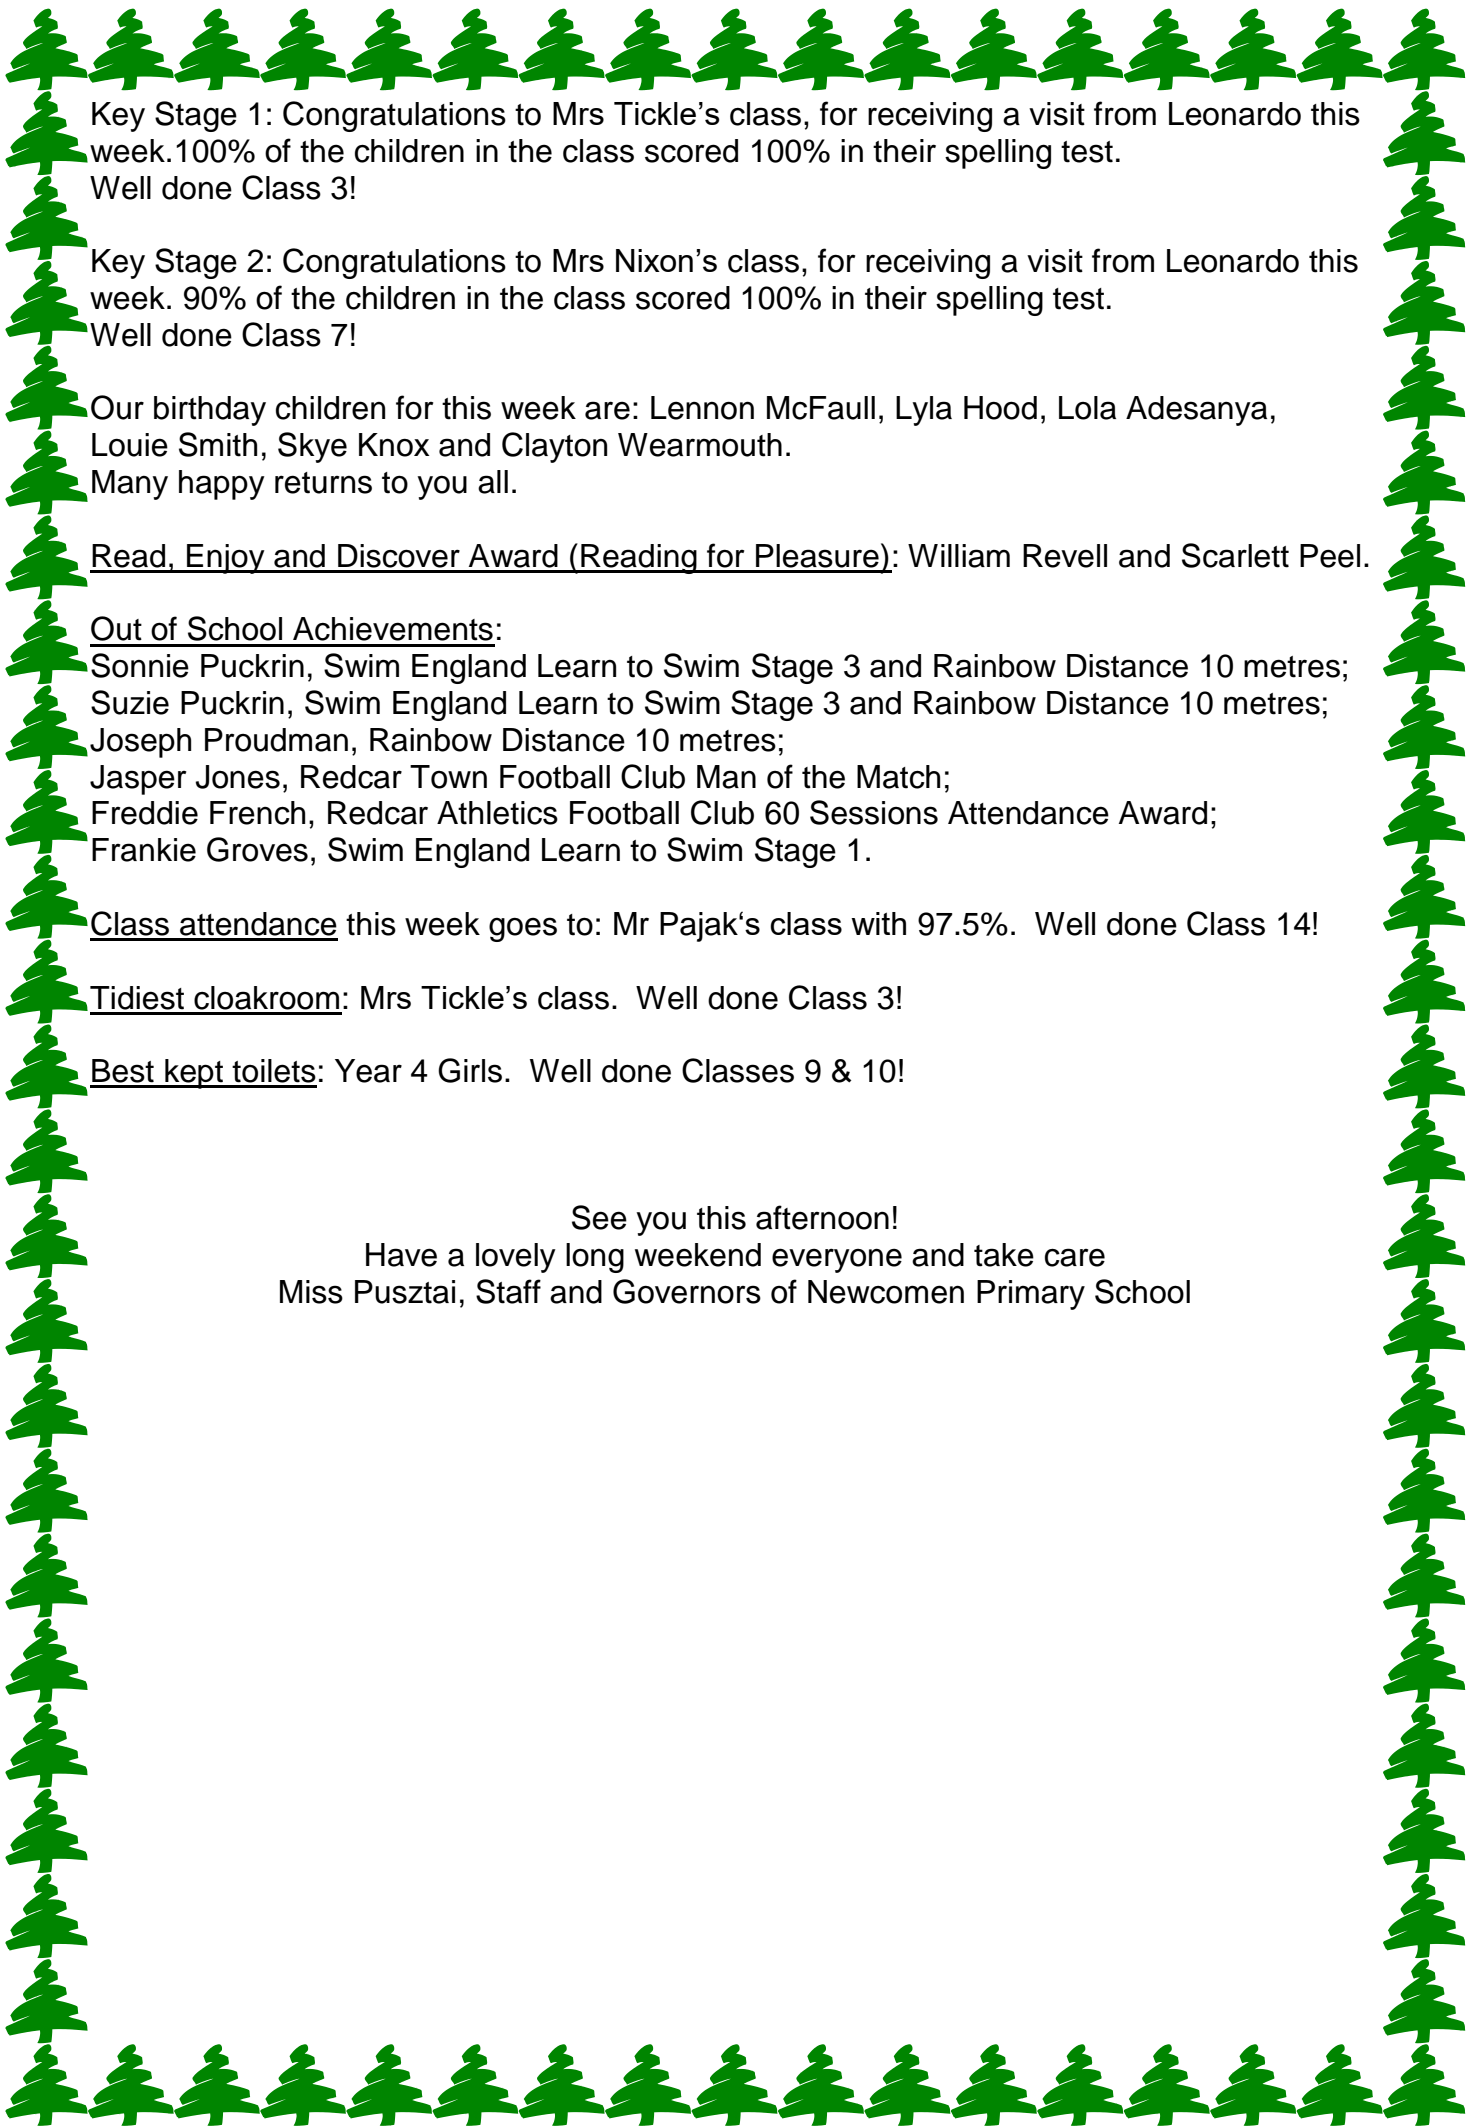 Key Stage 1: Congratulations to Mrs Tickle’s class, for receiving a visit from Leonardo this
week.100% of the children in the class scored 100% in their spelling test.
Well done Class 3!
Key Stage 2: Congratulations to Mrs Nixon’s class, for receiving a visit from Leonardo this
week. 90% of the children in the class scored 100% in their spelling test.
Well done Class 7!
Our birthday children for this week are: Lennon McFaull, Lyla Hood, Lola Adesanya,
Louie Smith, Skye Knox and Clayton Wearmouth.
Many happy returns to you all.
Read, Enjoy and Discover Award (Reading for Pleasure): William Revell and Scarlett Peel.
Out of School Achievements:
Sonnie Puckrin, Swim England Learn to Swim Stage 3 and Rainbow Distance 10 metres;
Suzie Puckrin, Swim England Learn to Swim Stage 3 and Rainbow Distance 10 metres;
Joseph Proudman, Rainbow Distance 10 metres;
Jasper Jones, Redcar Town Football Club Man of the Match;
Freddie French, Redcar Athletics Football Club 60 Sessions Attendance Award;
Frankie Groves, Swim England Learn to Swim Stage 1.
Class attendance this week goes to: Mr Pajak‘s class with 97.5%.  Well done Class 14!
Tidiest cloakroom: Mrs Tickle’s class.  Well done Class 3!
Best kept toilets: Year 4 Girls.  Well done Classes 9 & 10!
See you this afternoon!
Have a lovely long weekend everyone and take care
Miss Pusztai, Staff and Governors of Newcomen Primary School